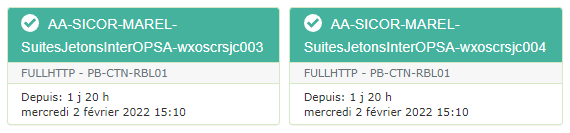 AA-SICOR-MAREL-
SuitesJetonsInterOPSA-wxoscrsjc003
FULLHTTP - PB-CTN-RBL01
Depuis: 1 j 20 h
mercredi 2 février 2022 15:10
AA-SICOR-MAREL-
SuitesJetonsInterOPSA-wxoscrsjc004
FULLHTTP - PB-CTN-RBL01
Depuis: 1 j 20 h
mercredi 2 février 2022 15:10